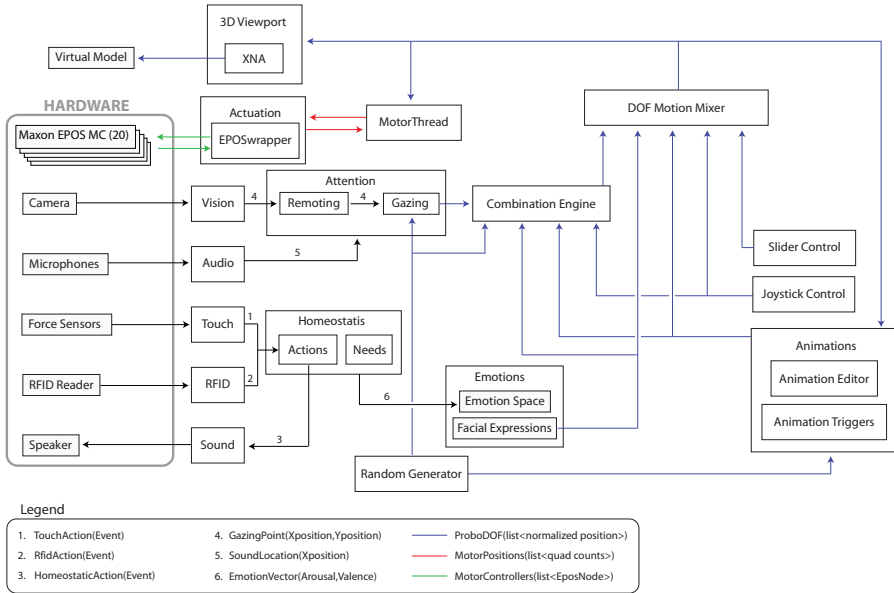 3D Viewport
Virtual Model
XNA
HARDWARE
Actuation
DOF Motion Mixer
Maxon EPOS MC (20)
EPOSwrapper
MotorThread
Attention
Camera
Vision
4
Remoting
4
Gazing
Combination Engine
Slider Control
Microphones
Audio
5
Joystick Control
Force Sensors
Touch
1
Homeostatis
Actions
Needs
Animations
RFID Reader
RFID
2
Emotions
Animation Editor
6
Emotion Space
Animation Triggers
Speaker
Sound
3
Facial Expressions
Random Generator
Legend
1. TouchAction(Event)
2. RfidAction(Event)
3. HomeostaticAction(Event)
4. GazingPoint(Xposition,Yposition)
5. SoundLocation(Xposition)
6. EmotionVector(Arousal,Valence)
ProboDOF(list<normalized position>)
MotorPositions(list<quad counts>)
MotorControllers(list<EposNode>)